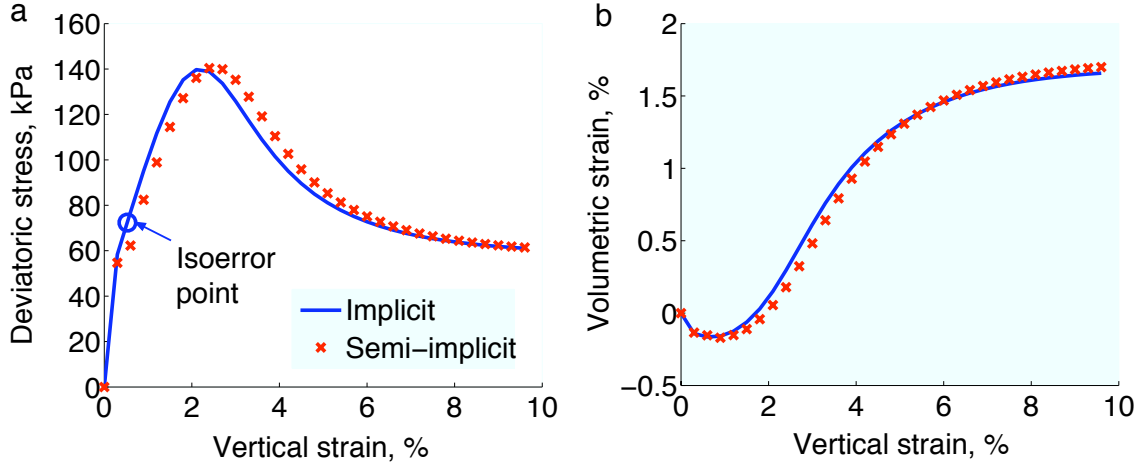 a
160
140
120
100
80
60
40
20
0
Deviatoric stress, kPa
Isoerror
point
Implicit
Semi-implicit
0
2
4
6
8
10
Vertical strain, %
b
2
1.5
1
0.5
0
−0.5
Volumetric strain, %
0
2
4
6
8
10
Vertical strain, %